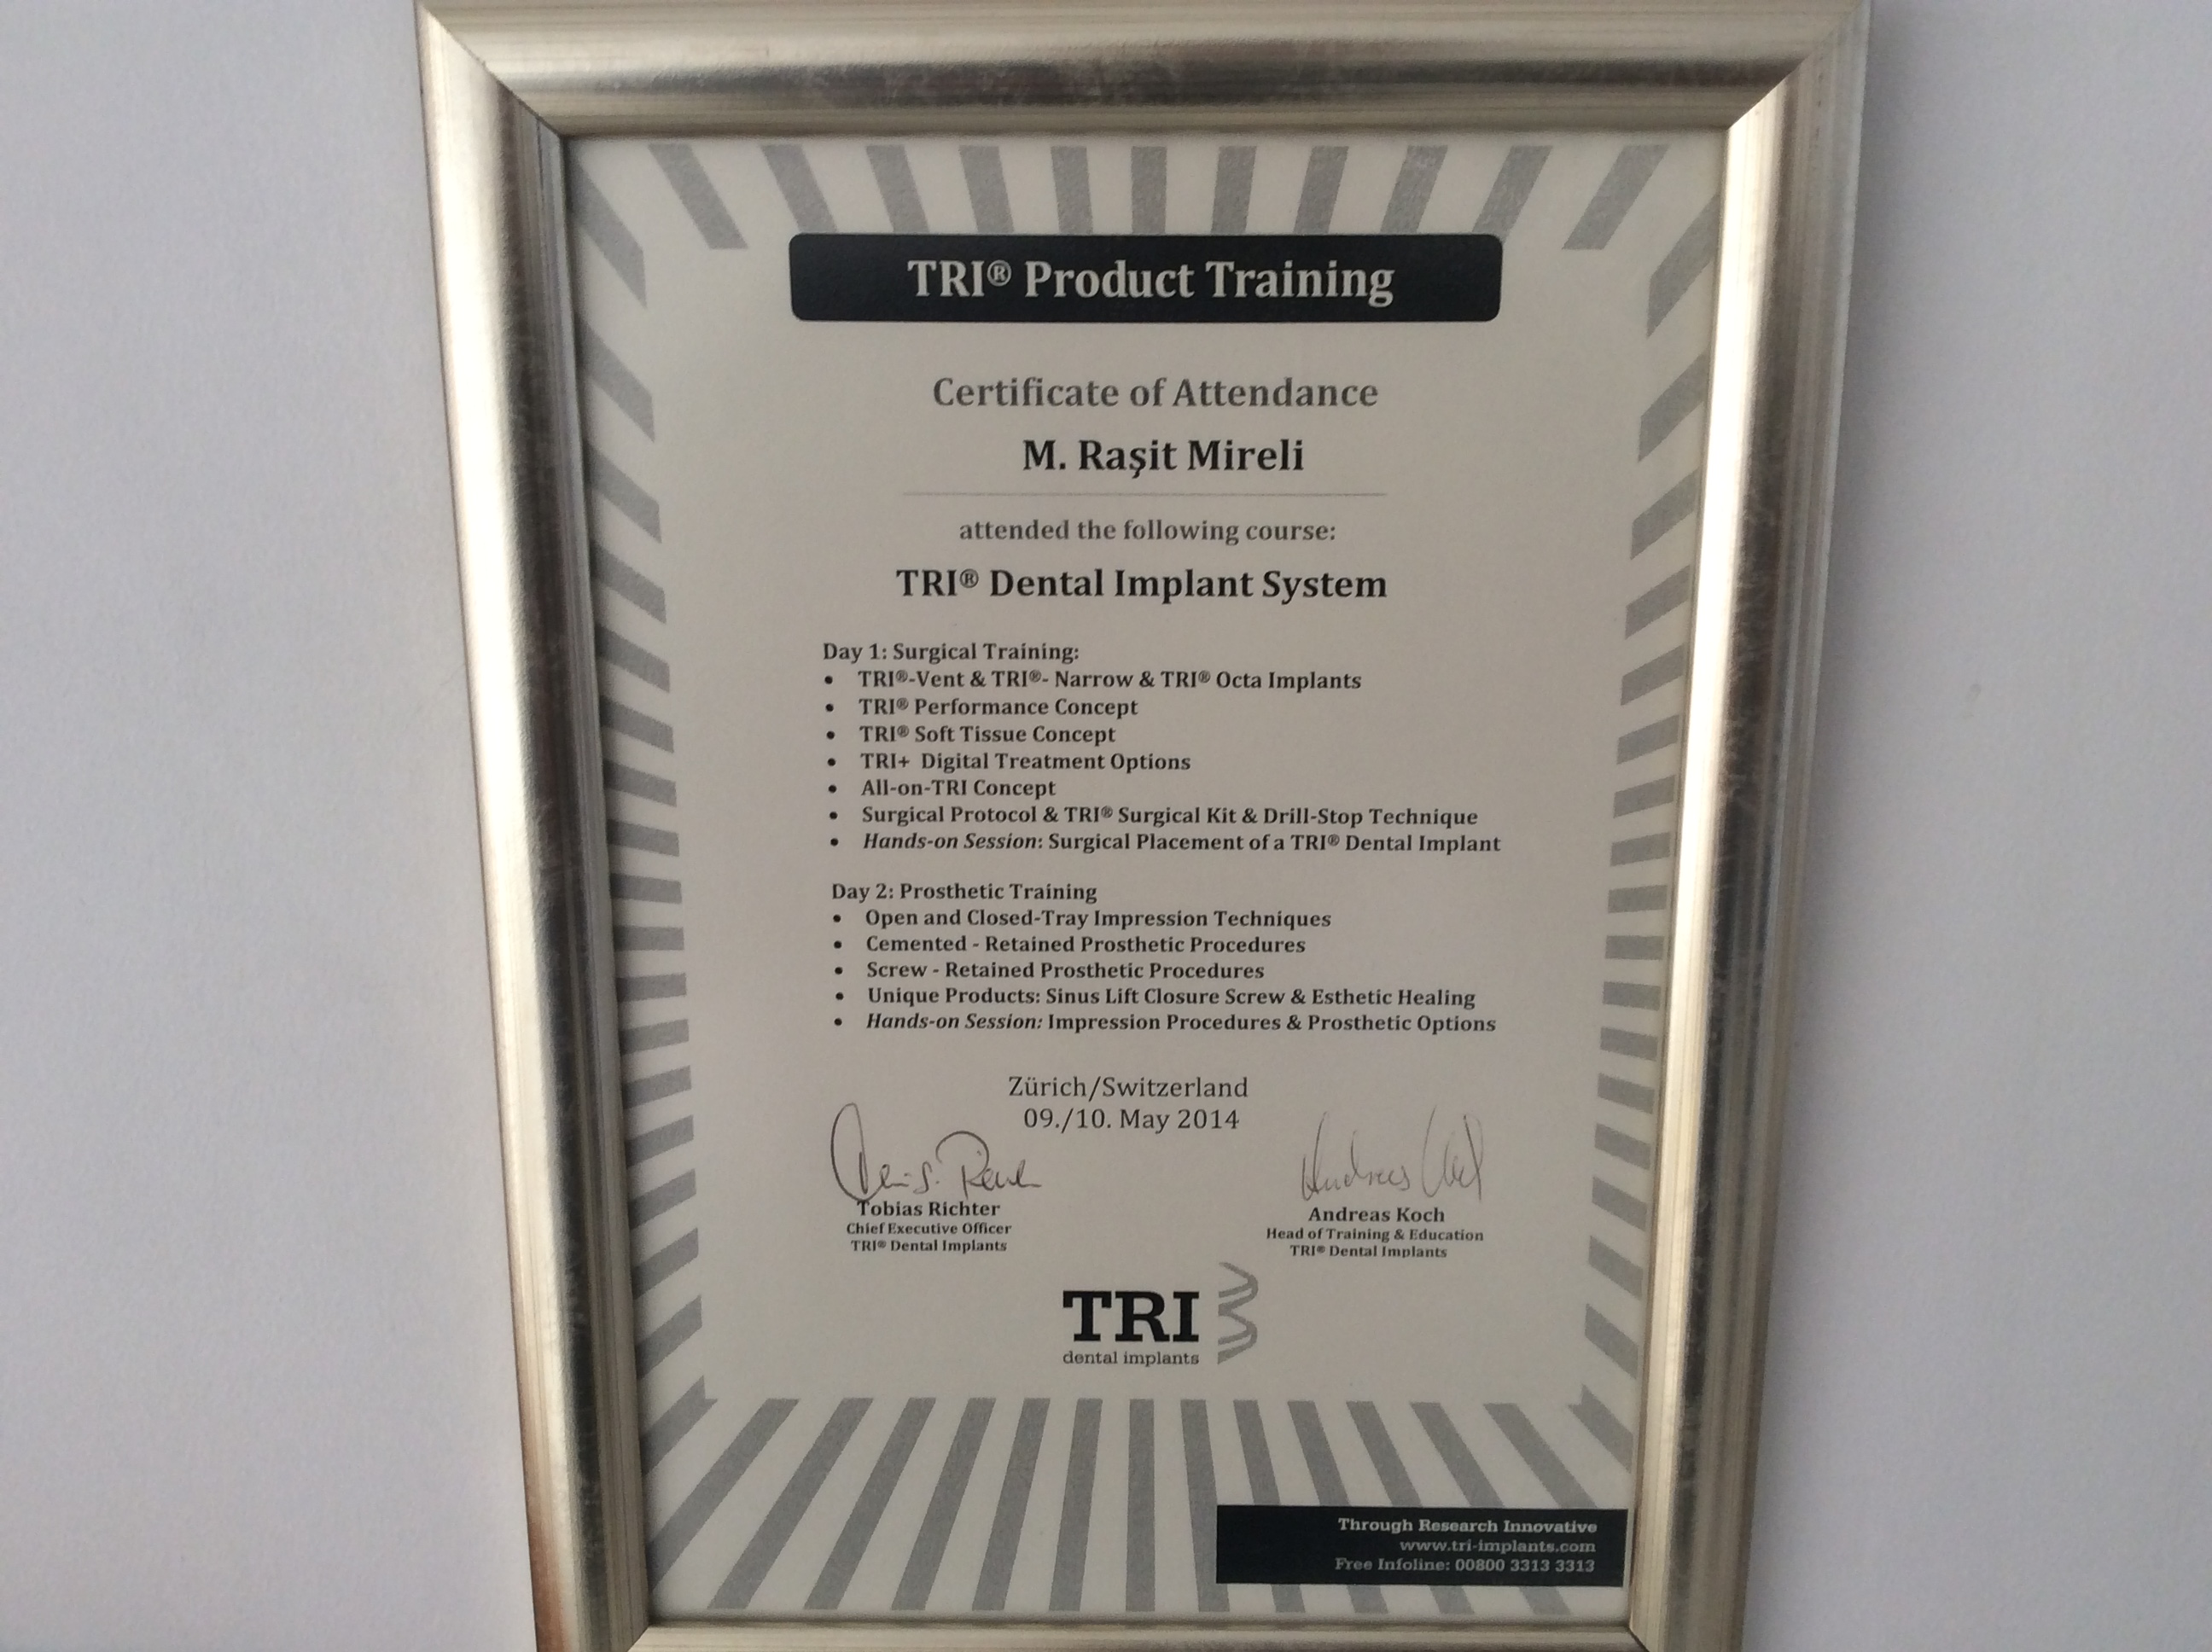 TRI® Product Training
Certificate of Attendance
M. Raşit Mireli
attended the following course:
TRI® Dental Implant System
Day 1: Surgical Training:
• TRI®-Vent & TRI®- Narrow & TRI® Octa Implants
• TRI® Performance Concept
• TRI® Soft Tissue Concept
• TRI+ Digital Treatment Options
• All-on-TRI Concept
• Surgical Protocol & TRI® Surgical Kit & Drill-Stop Technique
• Hands-on Session: Surgical Placement of a TRI® Dental Implant
Day 2: Prosthetic Training
• Open and Closed-Tray Impression Techniques
• Cemented - Retained Prosthetic Procedures
• Screw - Retained Prosthetic Procedures
• Unique Products: Sinus Lift Closure Screw & Esthetic Healing
• Hands-on Session: Impression Procedures & Prosthetic Options
Zürich/Switzerland
09./10. May 2014
Tobias Richter
Chief Executive Officer
TRI® Dental Implants
Andreas Koch
Head of Training & Education
TRI® Dental Implants
TRI
dental implants
Through Research Innovative
www.tri-implants.com
Free Infoline: 00800 3313 3313